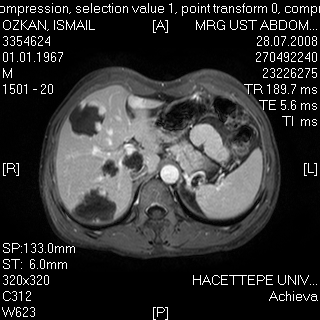 ompression, selection value 1, point transform 0, compr
OZKAN, ISMAIL
[A]
MRG UST ABDOM...
3354624
28.07.2008
01.01.1967
270492240
M
23226275
1501 - 20
TR 189.7 ms
TE 5.6 ms
TI ms
[R]
[L]
SP:133.0mm
ST: 6.0mm
320x320
HACETTEPE UNIV...
C312
Achieva
W623
[P]